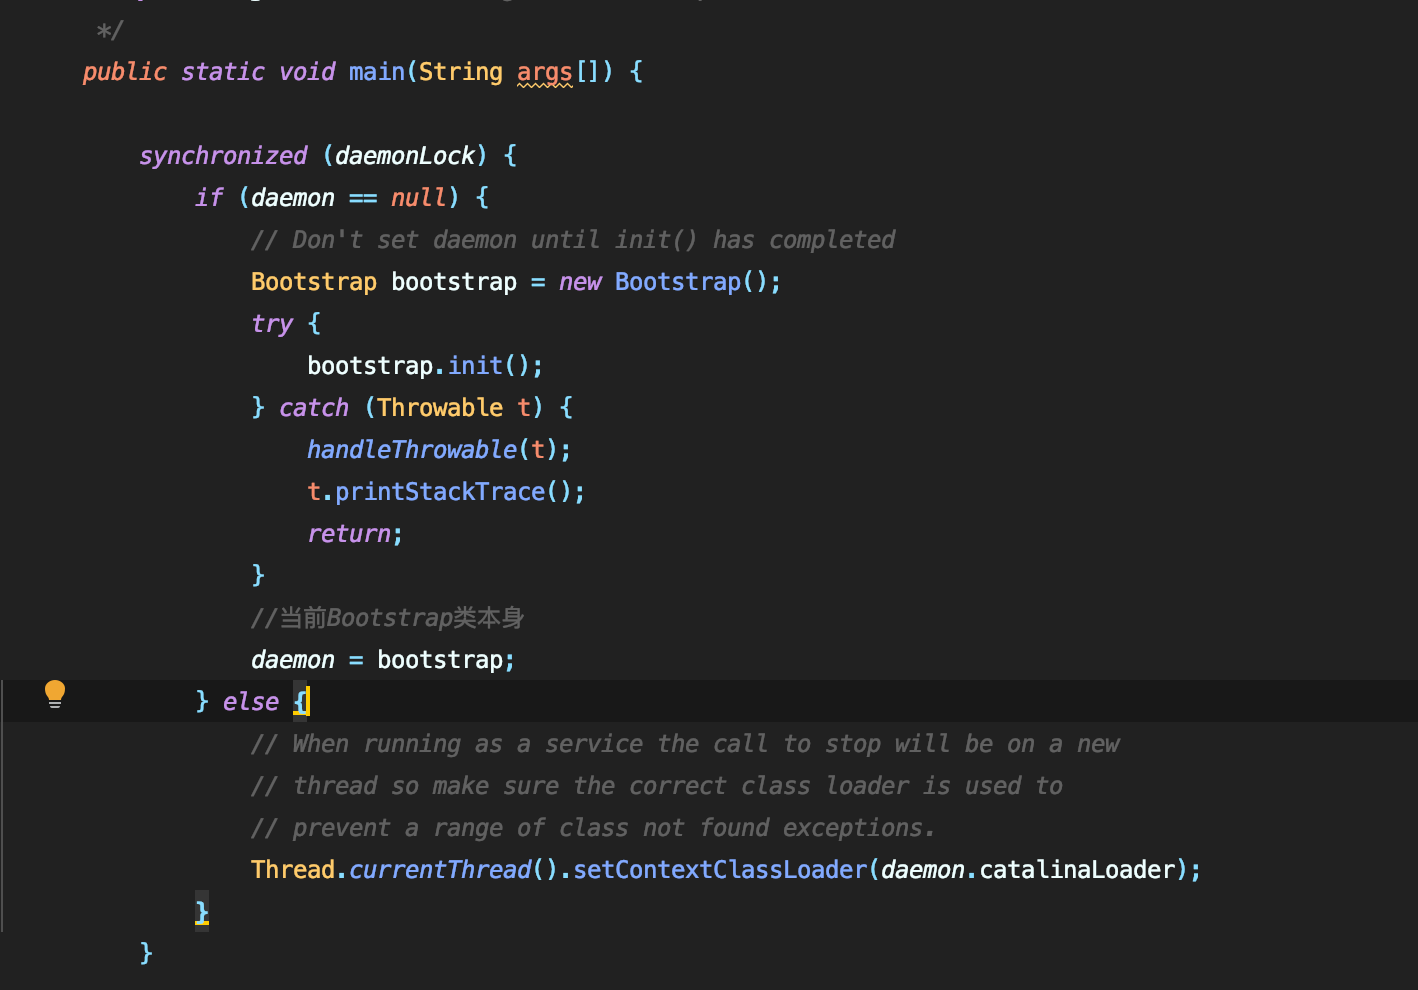 */
public static void main(String args[]) {
synchronized (daemonLock) {
if (daemon == null) {
// Don't set daemon until init() has completed
Bootstrap bootstrap = new Bootstrap();
try {
bootstrap.init();
} catch (Throwable t) {
handleThrowable(t);
t.printStackTrace();
return;
}
//当前Bootstrap类本身
daemon = bootstrap;
} else {
// When running as a service the call to stop will be on a new
// thread so make sure the correct class loader is used to
// prevent a range of class not found exceptions.
Thread.currentThread().setContextClassLoader(daemon.catalinaLoader);
}
}